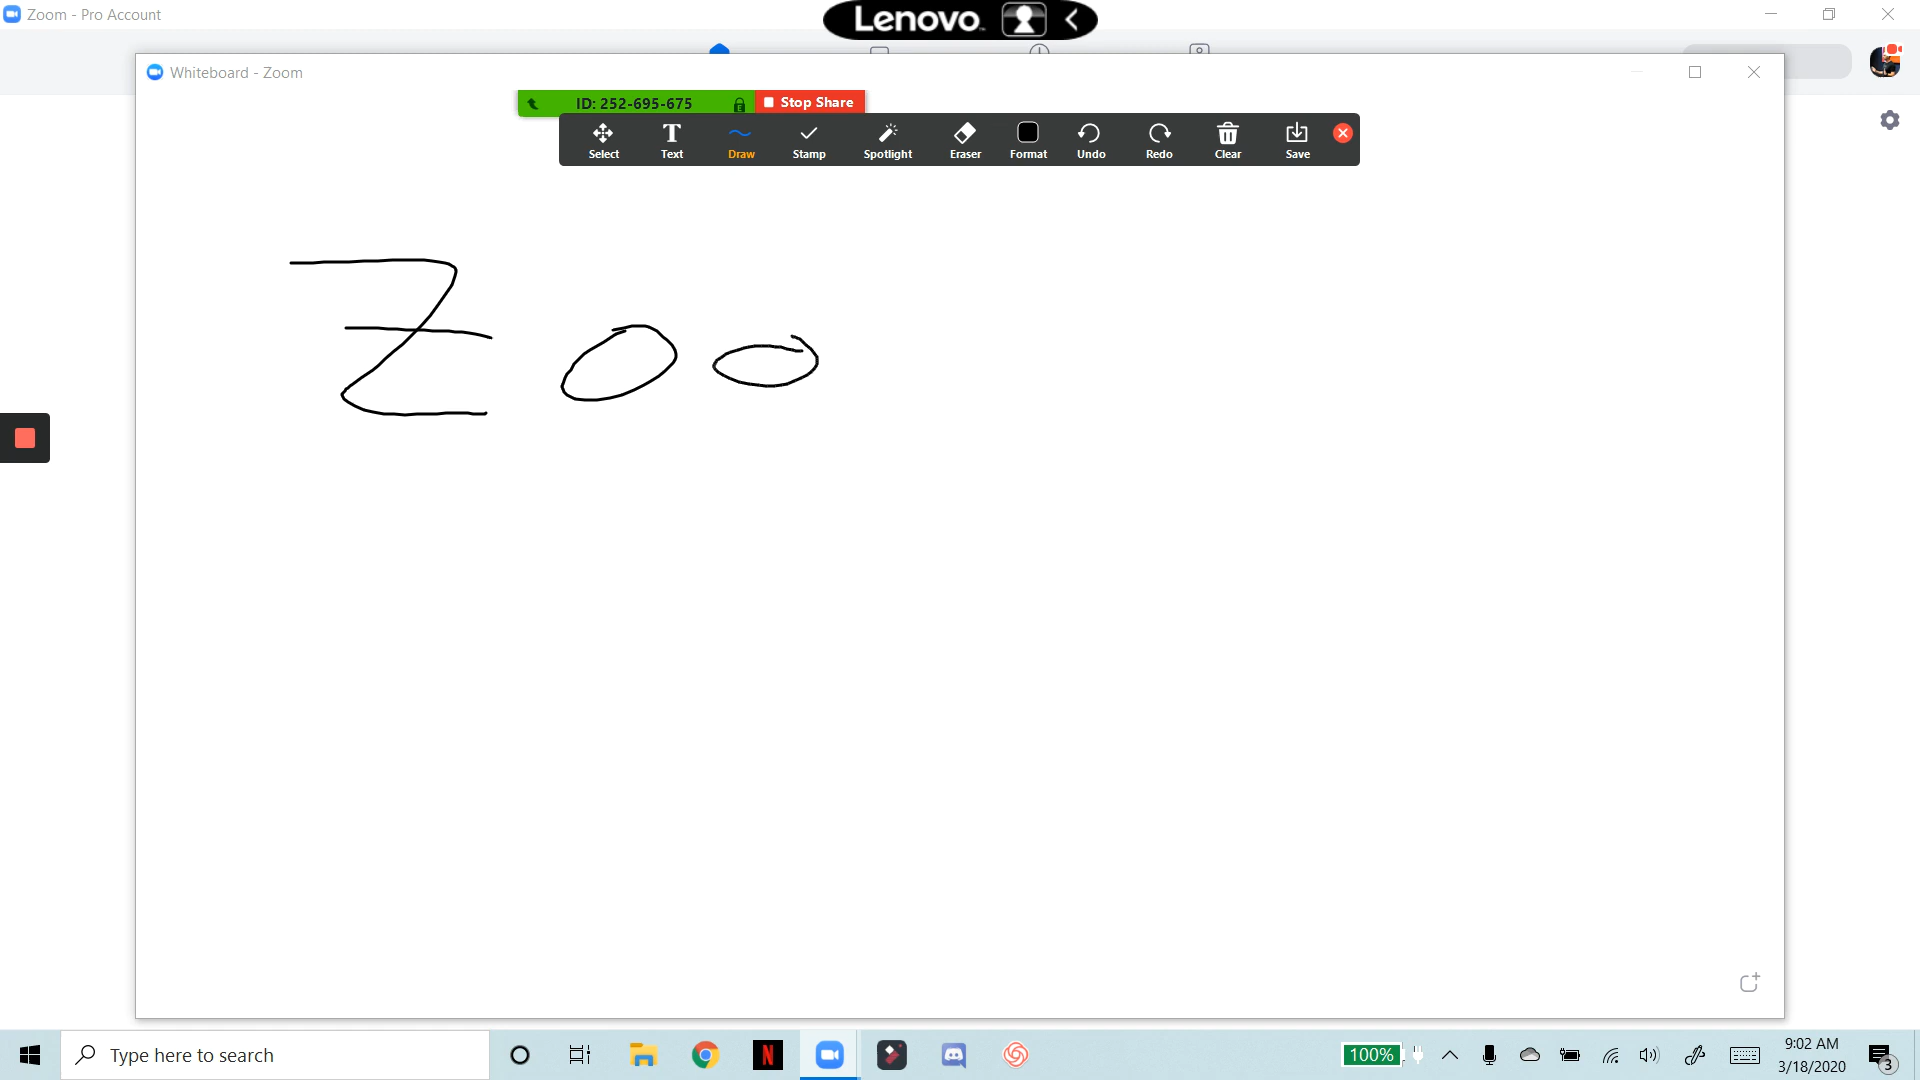 Zoom - Pro Account
Lenovo
Whiteboard - Zoom
ID: 252-695-675
Stop Share
Select Text Draw Stamp Spotlight Eraser Format Undo Redo Clear Save
Zoo
Type here to search
100%
9:02 AM
3/18/2020
3